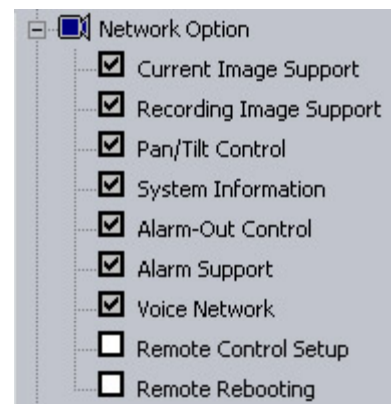 Network Option
Current Image Support
Recording Image Support
Pan/Tilt Control
System Information
Alarm-Out Control
Alarm Support
Voice Network
Remote Control Setup
Remote Rebooting